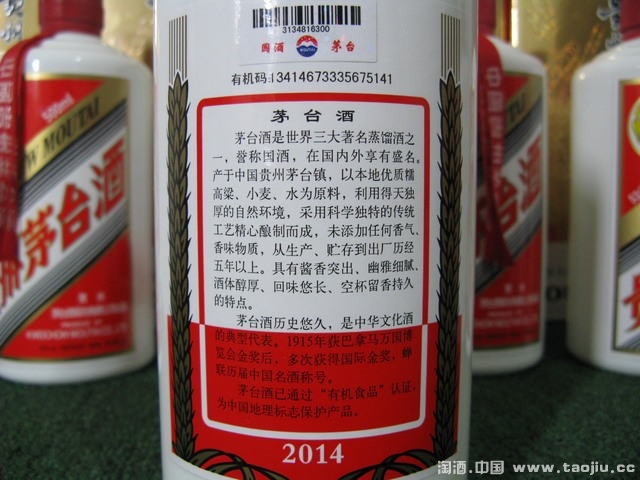 3134816300
国酒 茅台
有机码:13414673335675141
茅台酒
茅台酒是世界三大著名蒸馏酒之
一，誉称国酒，在国内外享有盛名。
产于中国贵州茅台镇，以本地优质糯
高粱、小麦、水为原料，利用得天独
厚的自然环境，采用科学独特的传统
工艺精心酿制而成，未添加任何香气、
香味物质，从生产、贮存到出厂历经
五年以上。具有酱香突出、幽雅细腻、
酒体醇厚、回味悠长、空杯留香持久
的特点。
茅台酒历史悠久，是中华文化酒
的典型代表。1915年获巴拿马万国博
览会金奖后，多次获得国际金奖，蝉
联历届中国名酒称号。
茅台酒已通过“有机食品”认证，
为中国地理标志保护产品。
2014
500ml
W MOUTAI
茅台酒
淘酒.中国 www.taojiu.cc